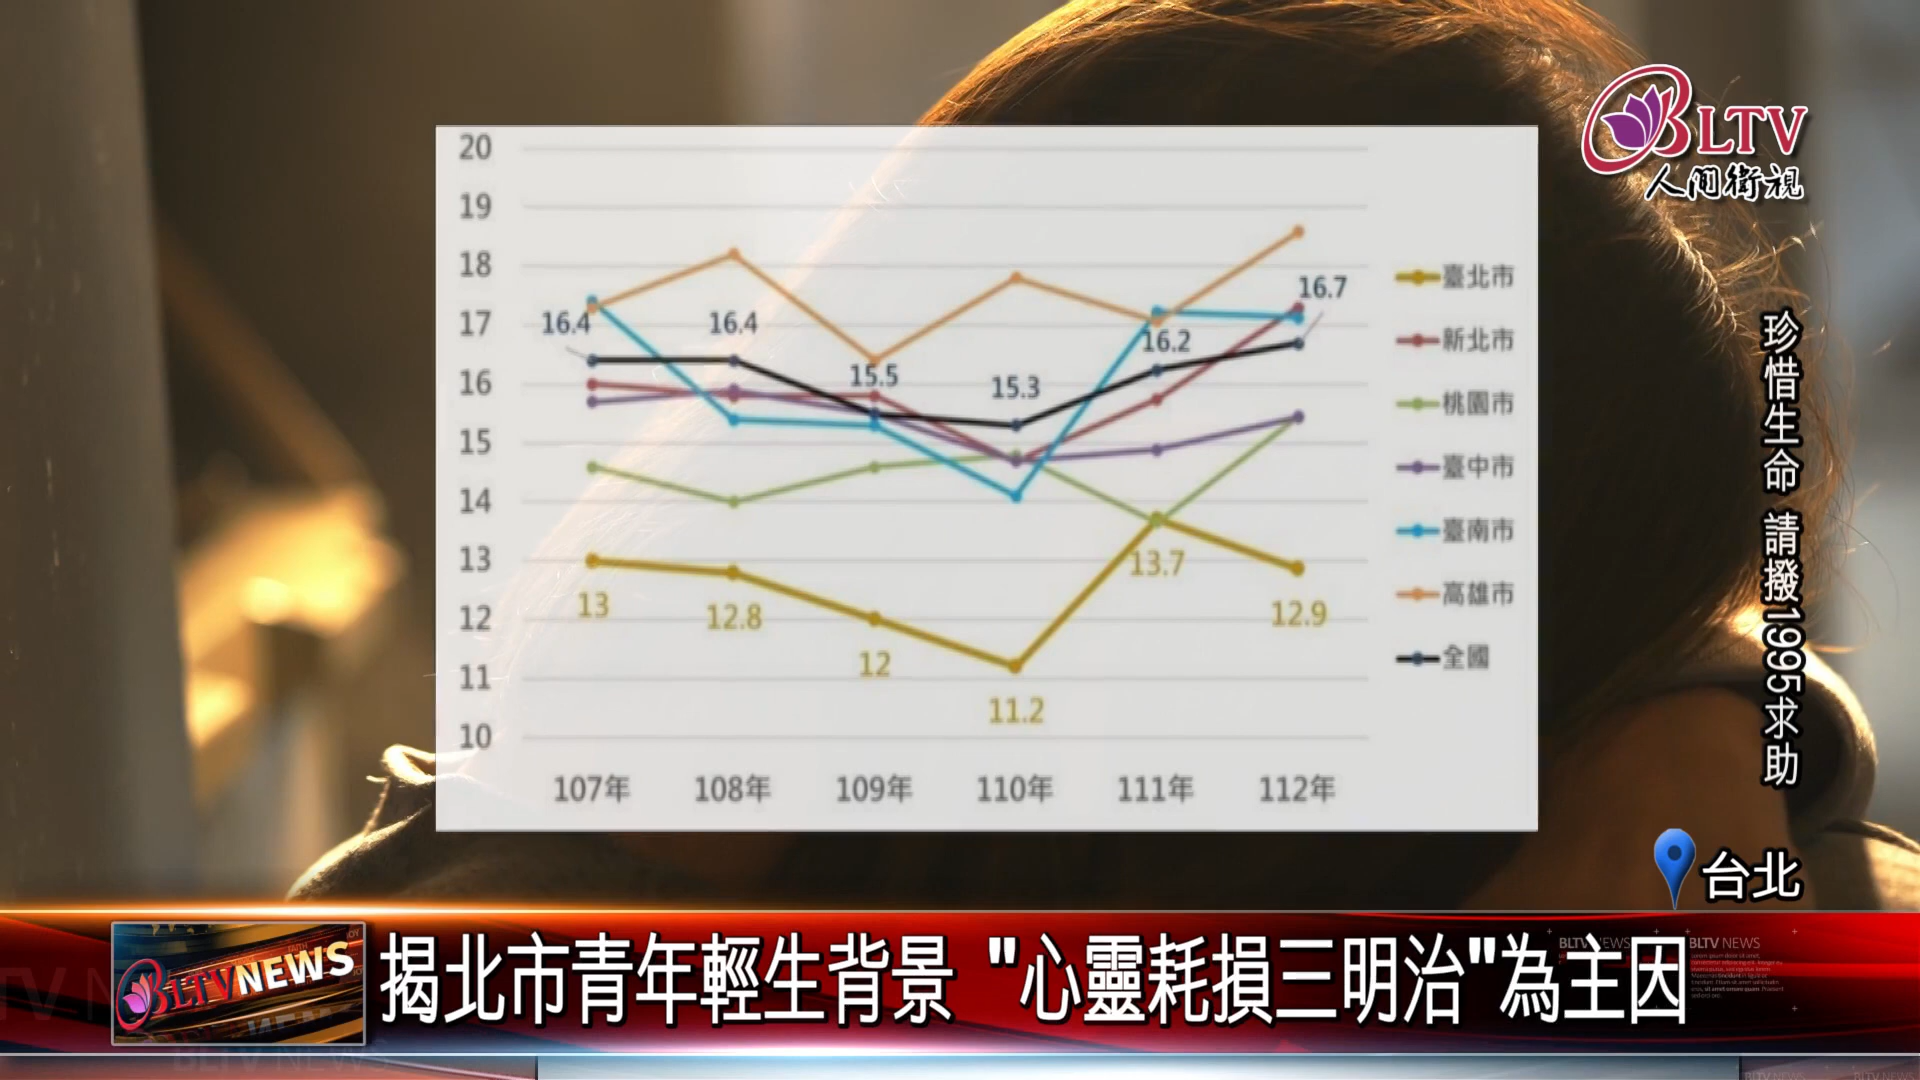 BLTV
人間衛視
20
19
18
17
16
15
14
13
12
11
10
16.4
16.4
15.5
15.3
16.2
16.7
13
12.8
12
11.2
13.7
12.9
107年
108年
109年
110年
111年
112年
臺北市
新北市
桃園市
臺中市
臺南市
高雄市
全國
珍惜生命 請撥1995求助
台北
BLTV NEWS
揭北市青年輕生背景 "心靈耗損三明治"為主因
BLTV NEWS
BLTV NEWS